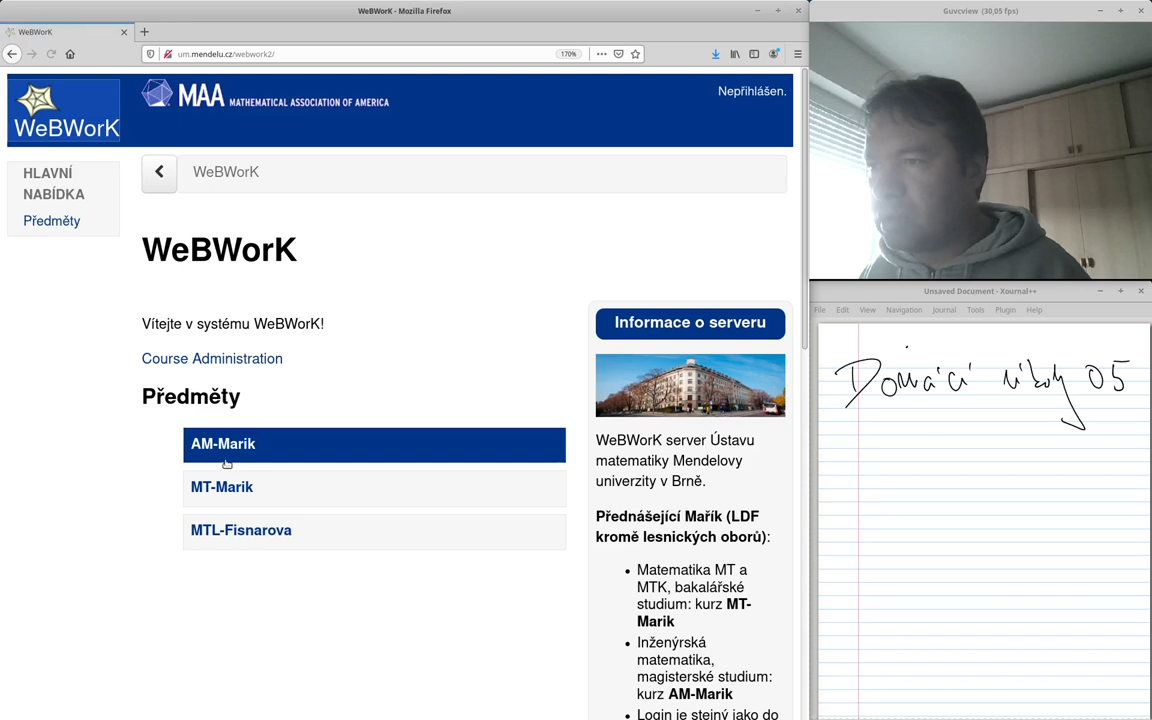 WeBWorK - Mozilla Firefox
WeBWorK
um.mendelu.cz/webwork2/
170%
WeBWorK
MAA MATHEMATICAL ASSOCIATION OF AMERICA
Nepřihlášen.
HLAVNÍ
NABÍDKA
Předměty
WeBWorK
WeBWorK
Vítejte v systému WeBWorK!
Course Administration
Předměty
AM-Marik
MT-Marik
MTL-Fisnarova
Informace o serveru
WeBWorK server Ústavu
matematiky Mendelovy
univerzity v Brně.
Přednášející Mařík (LDF
kromě lesnických oborů):
Matematika MT a
MTK, bakalářské
studium: kurz MT-
Marik
Inženýrská
matematika,
magisterské studium:
kurz AM-Marik
Login je stejný jako do
Guvcview (30,05 fps)
Unsaved Document - Xournal++
File Edit View Navigation Journal Tools Plugin Help
Domácí úkoly 05